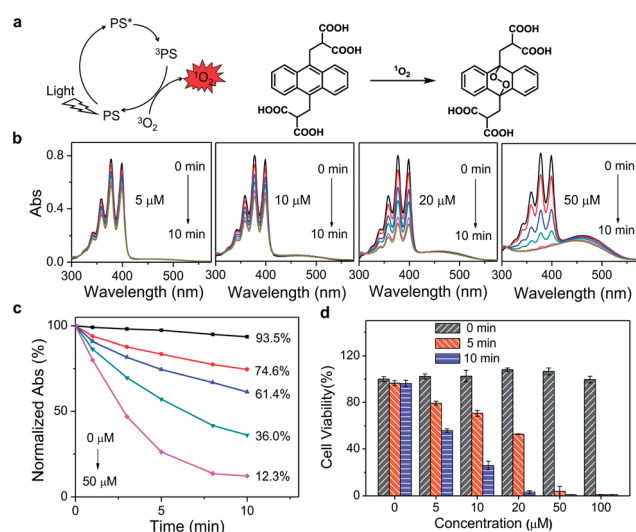 a
PS*
³PS
¹O₂
Light
PS
³O₂
COOH
COOH
HOOC
COOH
¹O₂
COOH
COOH
O
O
HOOC
COOH
b
Abs
0.8
0.4
0.0
0 min
5 μM
10 min
0 min
10 μM
10 min
0 min
20 μM
10 min
0 min
50 μM
10 min
300 400 500
300 400 500
300 400 500
300 400 500
Wavelength (nm)
Wavelength (nm)
Wavelength (nm)
Wavelength (nm)
c
Normalized Abs (%)
100
50
0
93.5%
74.6%
61.4%
36.0%
12.3%
0 μM
50 μM
0 5 10
Time (min)
d
Cell Viability(%)
160
120
80
40
0
0 min
5 min
10 min
0 5 10 20 50 100
Concentration (μM)